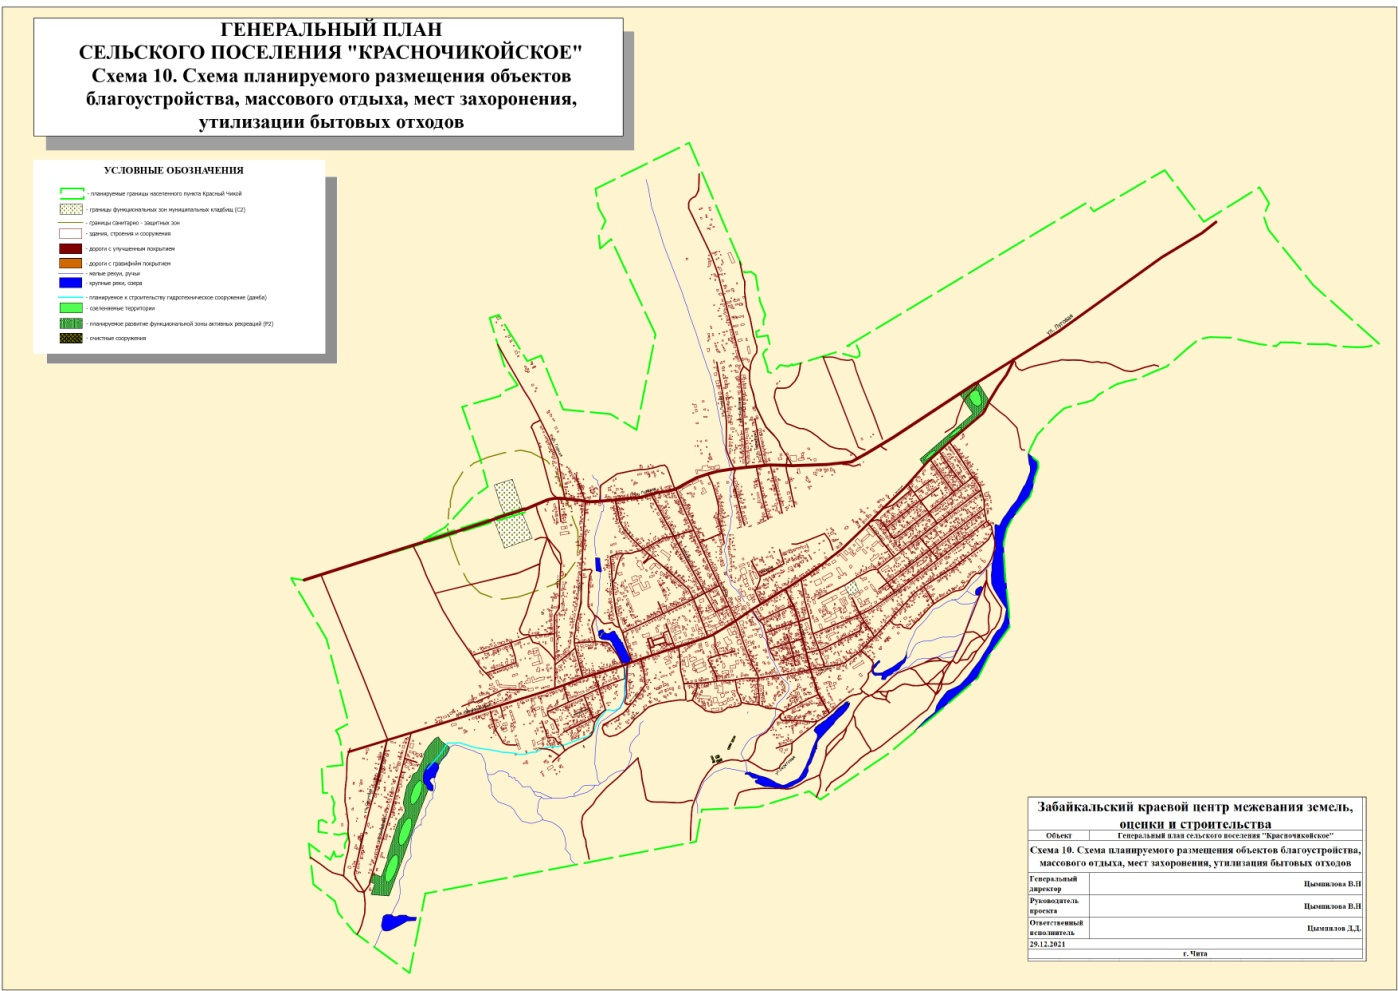 ГЕНЕРАЛЬНЫЙ ПЛАН
СЕЛЬСКОГО ПОСЕЛЕНИЯ "КРАСНОЧИКОЙСКОЕ"
Схема 10. Схема планируемого размещения объектов
благоустройства, массового отдыха, мест захоронения,
утилизации бытовых отходов
УСЛОВНЫЕ ОБОЗНАЧЕНИЯ
- планируемые границы населенного пункта Красный Чикой
- границы функциональных зон муниципальных кладбищ (С2)
- границы санитарно - защитных зон
- здания, строения и сооружения
- дороги с улучшенным покрытием
- дороги с гравийным покрытием
- малые реки, ручьи
- крупные реки, озера
- планируемое к строительству гидротехническое сооружение (дамба)
- озеленяемые территории
- планируемое развитие функциональной зоны активных рекреаций (Р2)
- очистные сооружения
ул. Луговая
Забайкальский краевой центр межевания земель,
оценки и строительства
Объект Генеральный план сельского поселения "Красночикойское"
Схема 10. Схема планируемого размещения объектов благоустройства,
массового отдыха, мест захоронения, утилизация бытовых отходов
Генеральный
директор Цымпилова В.Н
Руководитель
проекта Цымпилова В.Н
Ответственный
исполнитель Цымпилов Д.Д.
29.12.2021
г. Чита